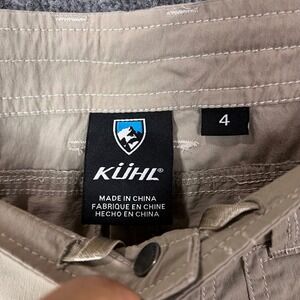 4
KÜHL®
MADE IN CHINA
FABRIQUE EN CHINE
HECHO EN CHINA